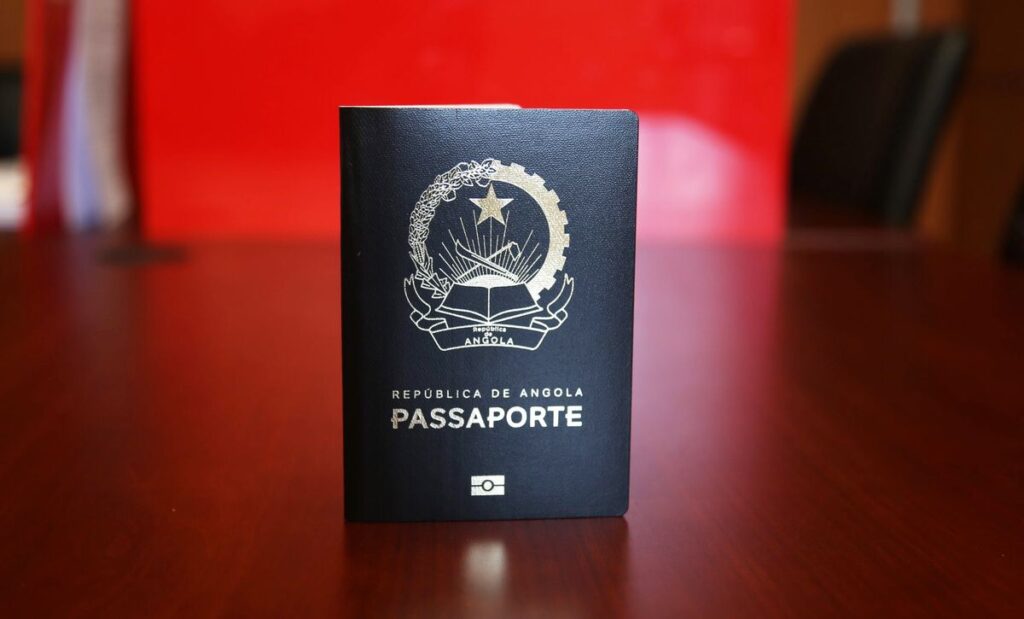 República
de
ANGOLA
REPÚBLICA DE ANGOLA
PASSAPORTE